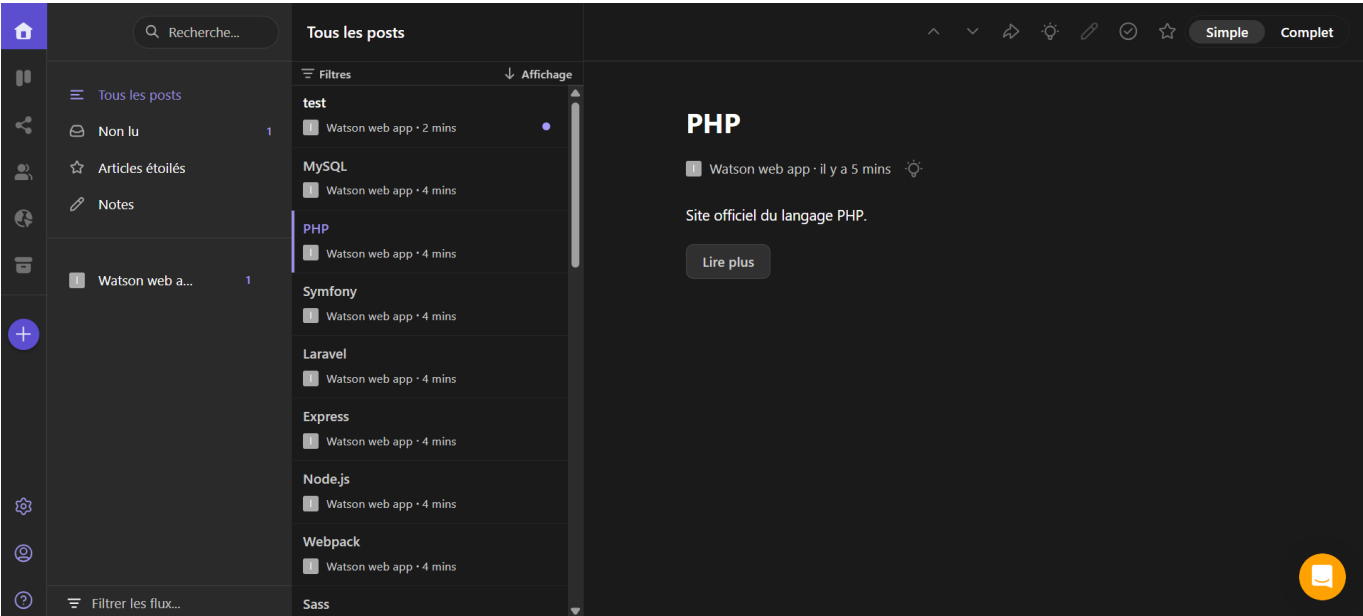 Recherche...
Tous les posts
Non lu 1
Articles étoilés
Notes
Watson web a... 1
Filtrer les flux...
Tous les posts
Filtres Affichage
test
Watson web app • 2 mins
MySQL
Watson web app • 4 mins
PHP
Watson web app • 4 mins
Symfony
Watson web app • 4 mins
Laravel
Watson web app • 4 mins
Express
Watson web app • 4 mins
Node.js
Watson web app • 4 mins
Webpack
Watson web app • 4 mins
Sass
Simple Complet
PHP
I Watson web app · il y a 5 mins
Site officiel du langage PHP.
Lire plus